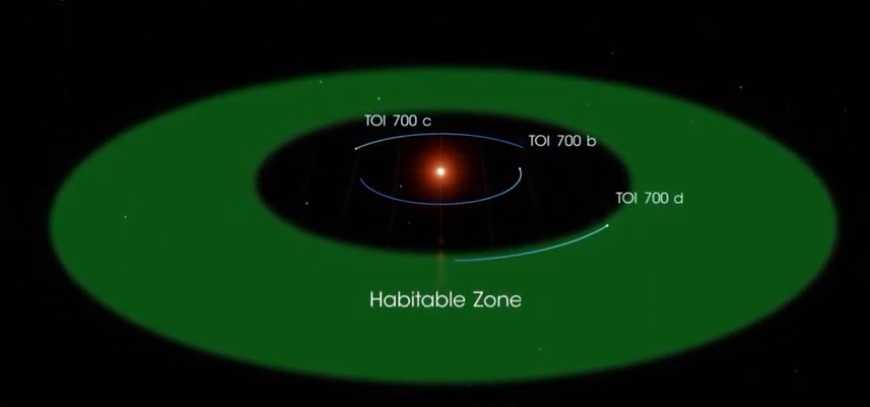 TOI 700 c
TOI 700 b
TOI 700 d
Habitable Zone